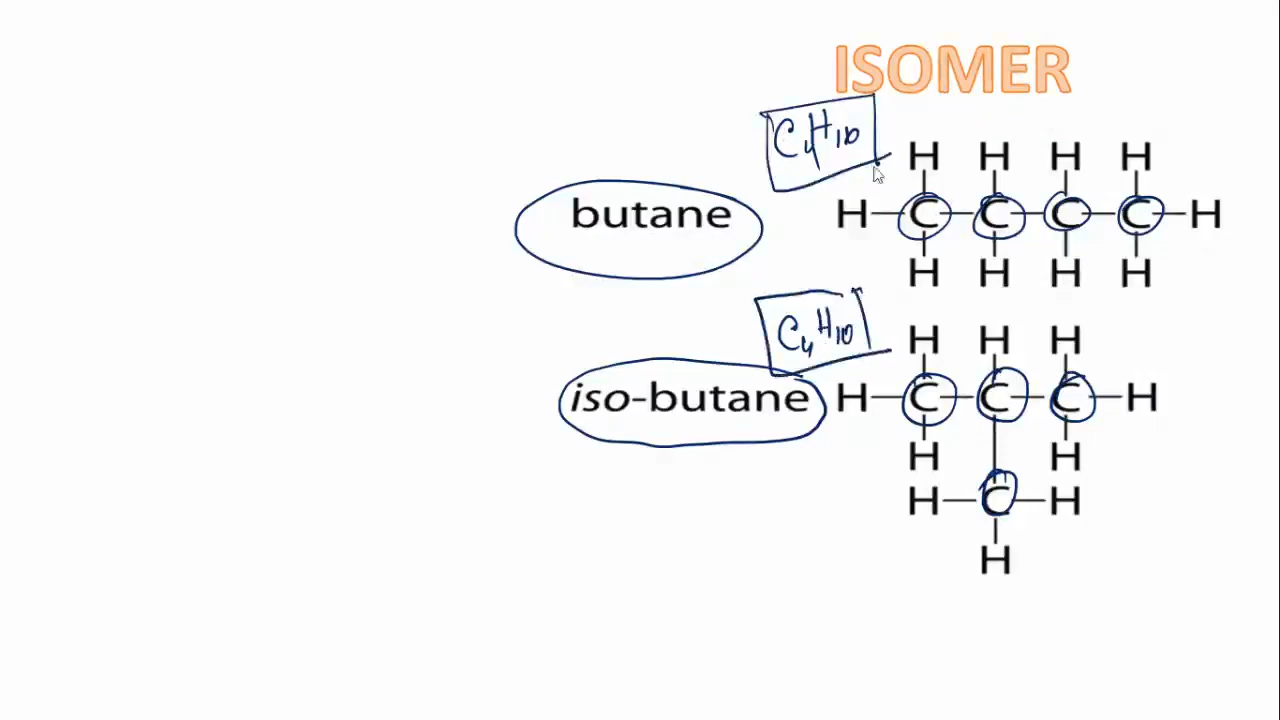 ISOMER
C4H10
H H H H
butane H—C—C—C—C—H
H H H H
C4H10
H H H
iso-butane H—C—C—C—H
H H
H—C—H
H